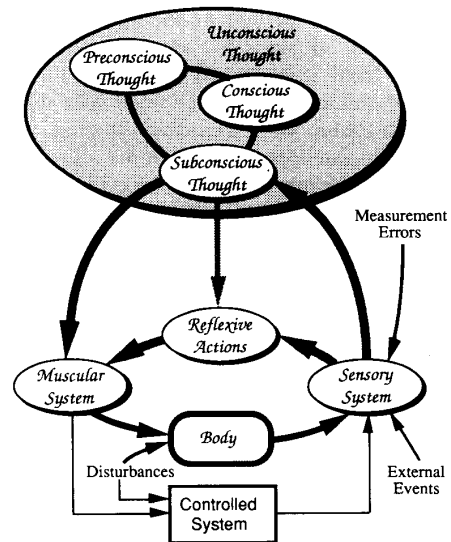 Unconscious
Thought
Preconscious
Thought
Conscious
Thought
Subconscious
Thought
Measurement
Errors
Reflexive
Actions
Muscular
System
Sensory
System
Body
Disturbances
External
Events
Controlled
System